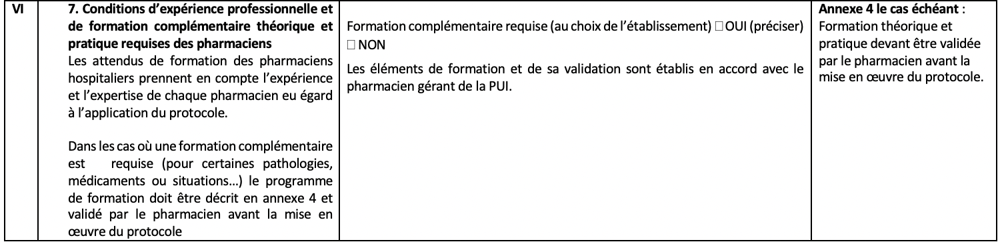 VI
7. Conditions d’expérience professionnelle et
de formation complémentaire théorique et
pratique requises des pharmaciens
Les attendus de formation des pharmaciens
hospitaliers prennent en compte l’expérience
et l’expertise de chaque pharmacien eu égard
à l’application du protocole.
Dans les cas où une formation complémentaire
est requise (pour certaines pathologies,
médicaments ou situations…) le programme
de formation doit être décrit en annexe 4 et
validé par le pharmacien avant la mise en
œuvre du protocole
Formation complémentaire requise (au choix de l’établissement) □ OUI (préciser)
□ NON
Les éléments de formation et de sa validation sont établis en accord avec le
pharmacien gérant de la PUI.
Annexe 4 le cas échéant :
Formation théorique et
pratique devant être validée
par le pharmacien avant la
mise en œuvre du protocole.